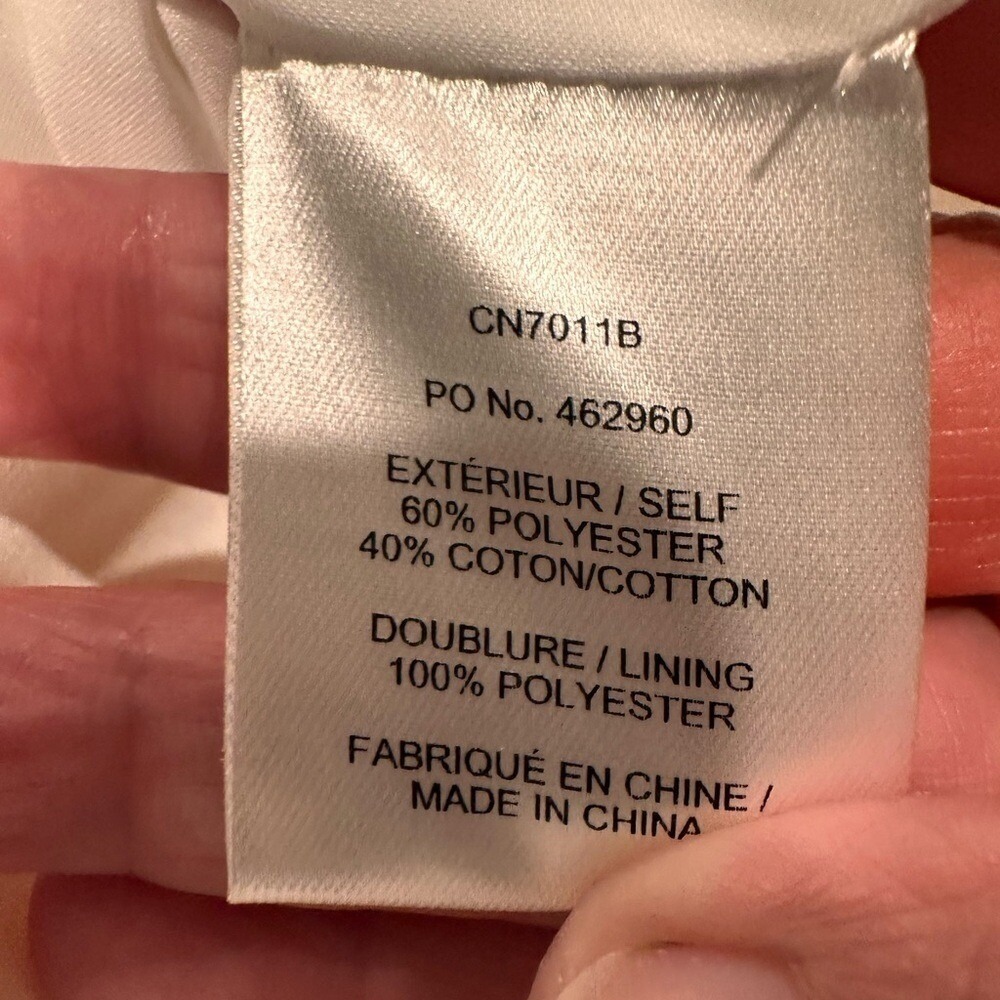 CN7011B
PO No. 462960
EXTÉRIEUR / SELF
60% POLYESTER
40% COTON/COTTON
DOUBLURE / LINING
100% POLYESTER
FABRIQUÉ EN CHINE /
MADE IN CHINA